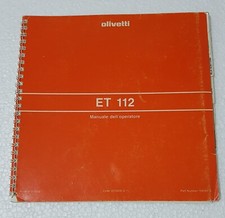 olivetti
ET 112
Manuale dell'operatore